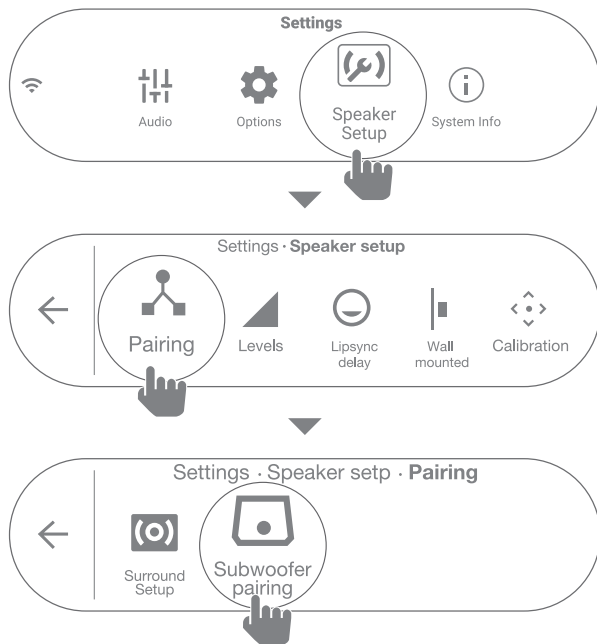 Settings
Audio
Options
Speaker
Setup
System Info
Settings · Speaker setup
Pairing
Levels
Lipsync
delay
Wall
mounted
Calibration
Settings · Speaker setp · Pairing
Surround
Setup
Subwoofer
pairing